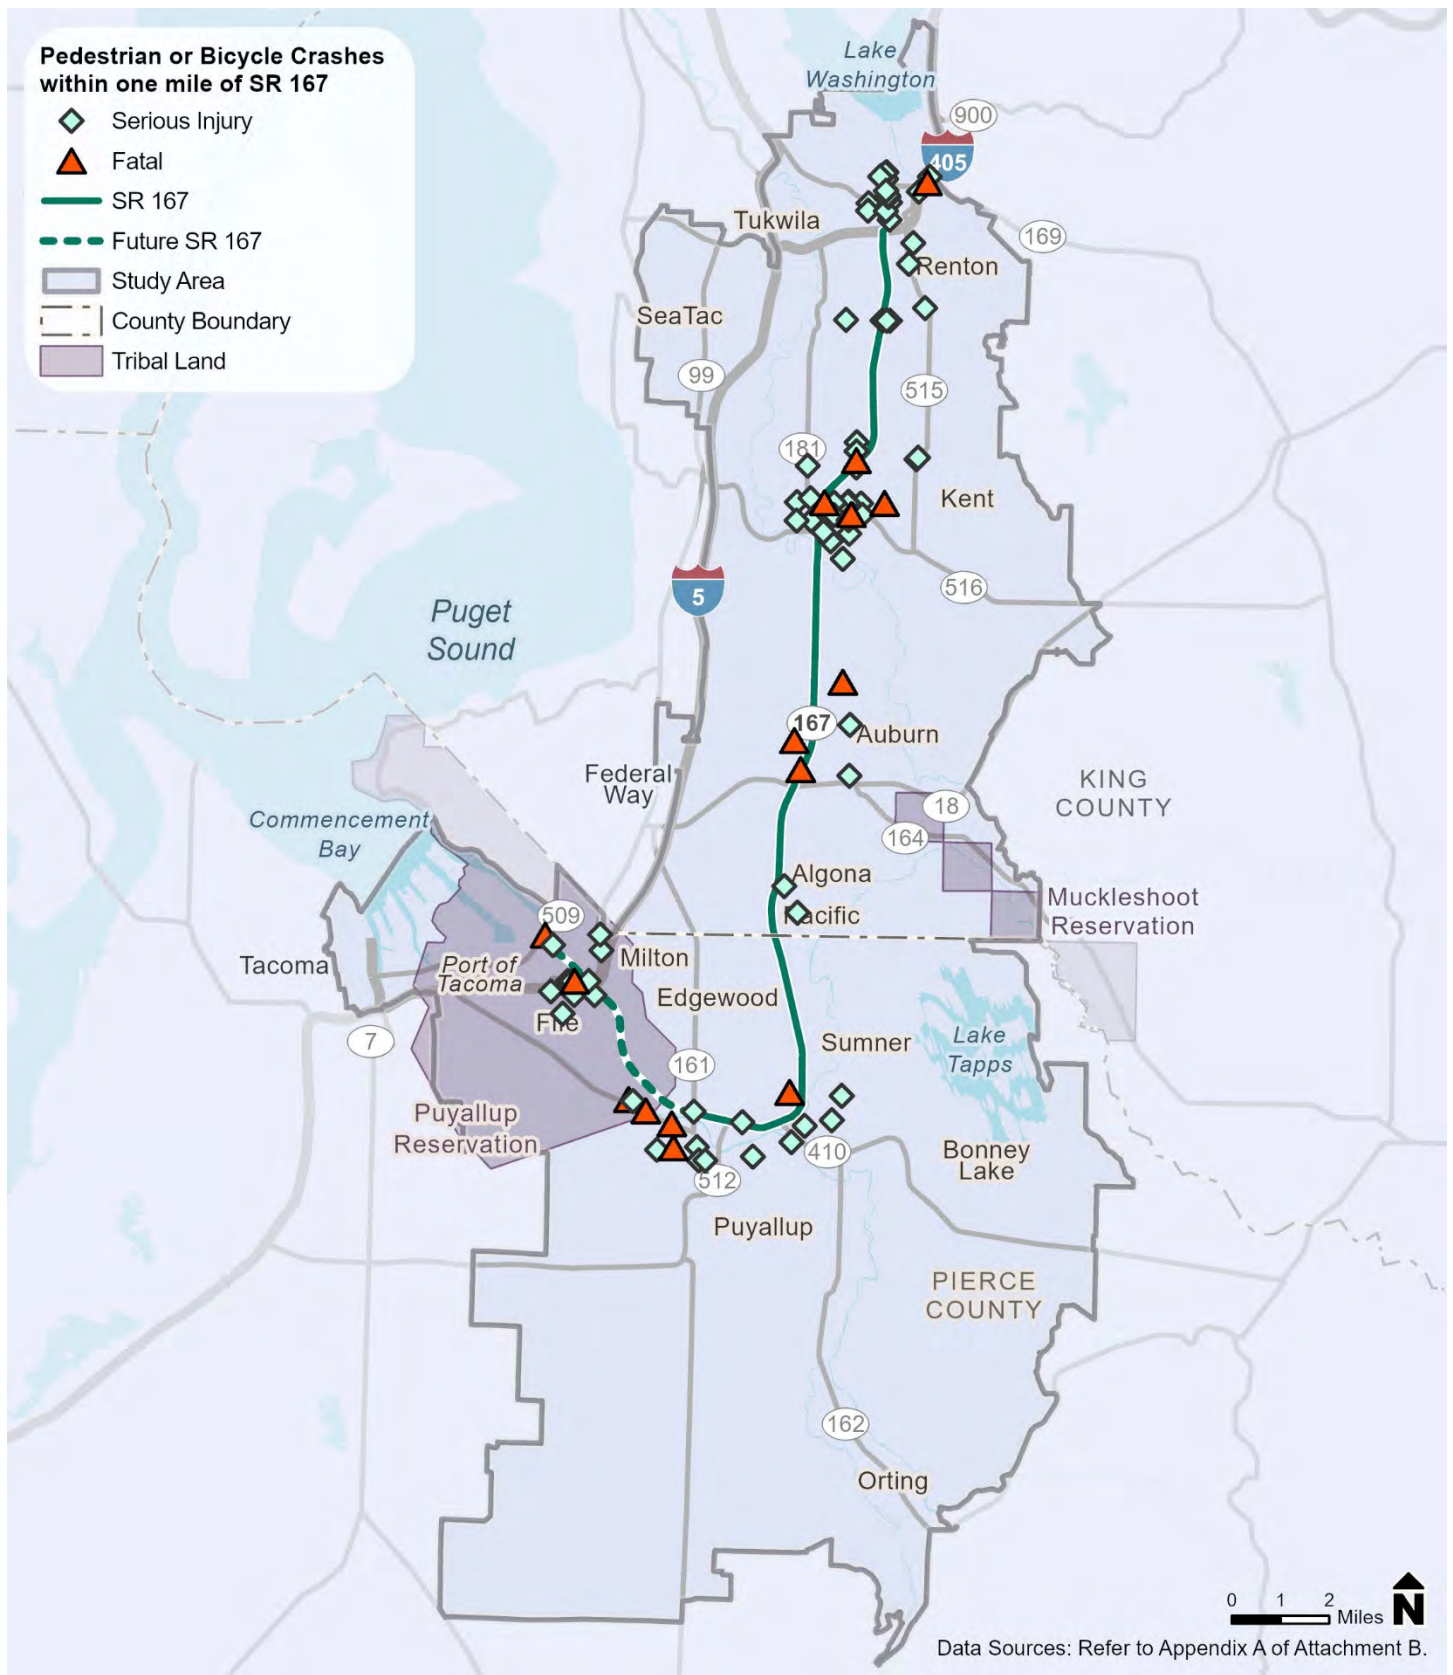 Pedestrian or Bicycle Crashes
within one mile of SR 167
Serious Injury
Fatal
SR 167
Future SR 167
Study Area
County Boundary
Tribal Land
Lake
Washington
900
405
Tukwila
169
Renton
SeaTac
99
515
181
Kent
516
5
Puget
Sound
167
Auburn
Federal
Way
KING
COUNTY
18
164
Commencement
Bay
Algona
Pacific
Muckleshoot
Reservation
509
Tacoma
Port of
Tacoma
Milton
Edgewood
Fife
7
Sumner
Lake
Tapps
161
Puyallup
Reservation
410
Bonney
Lake
512
Puyallup
PIERCE
COUNTY
162
Orting
0 1 2
Miles
N
Data Sources: Refer to Appendix A of Attachment B.